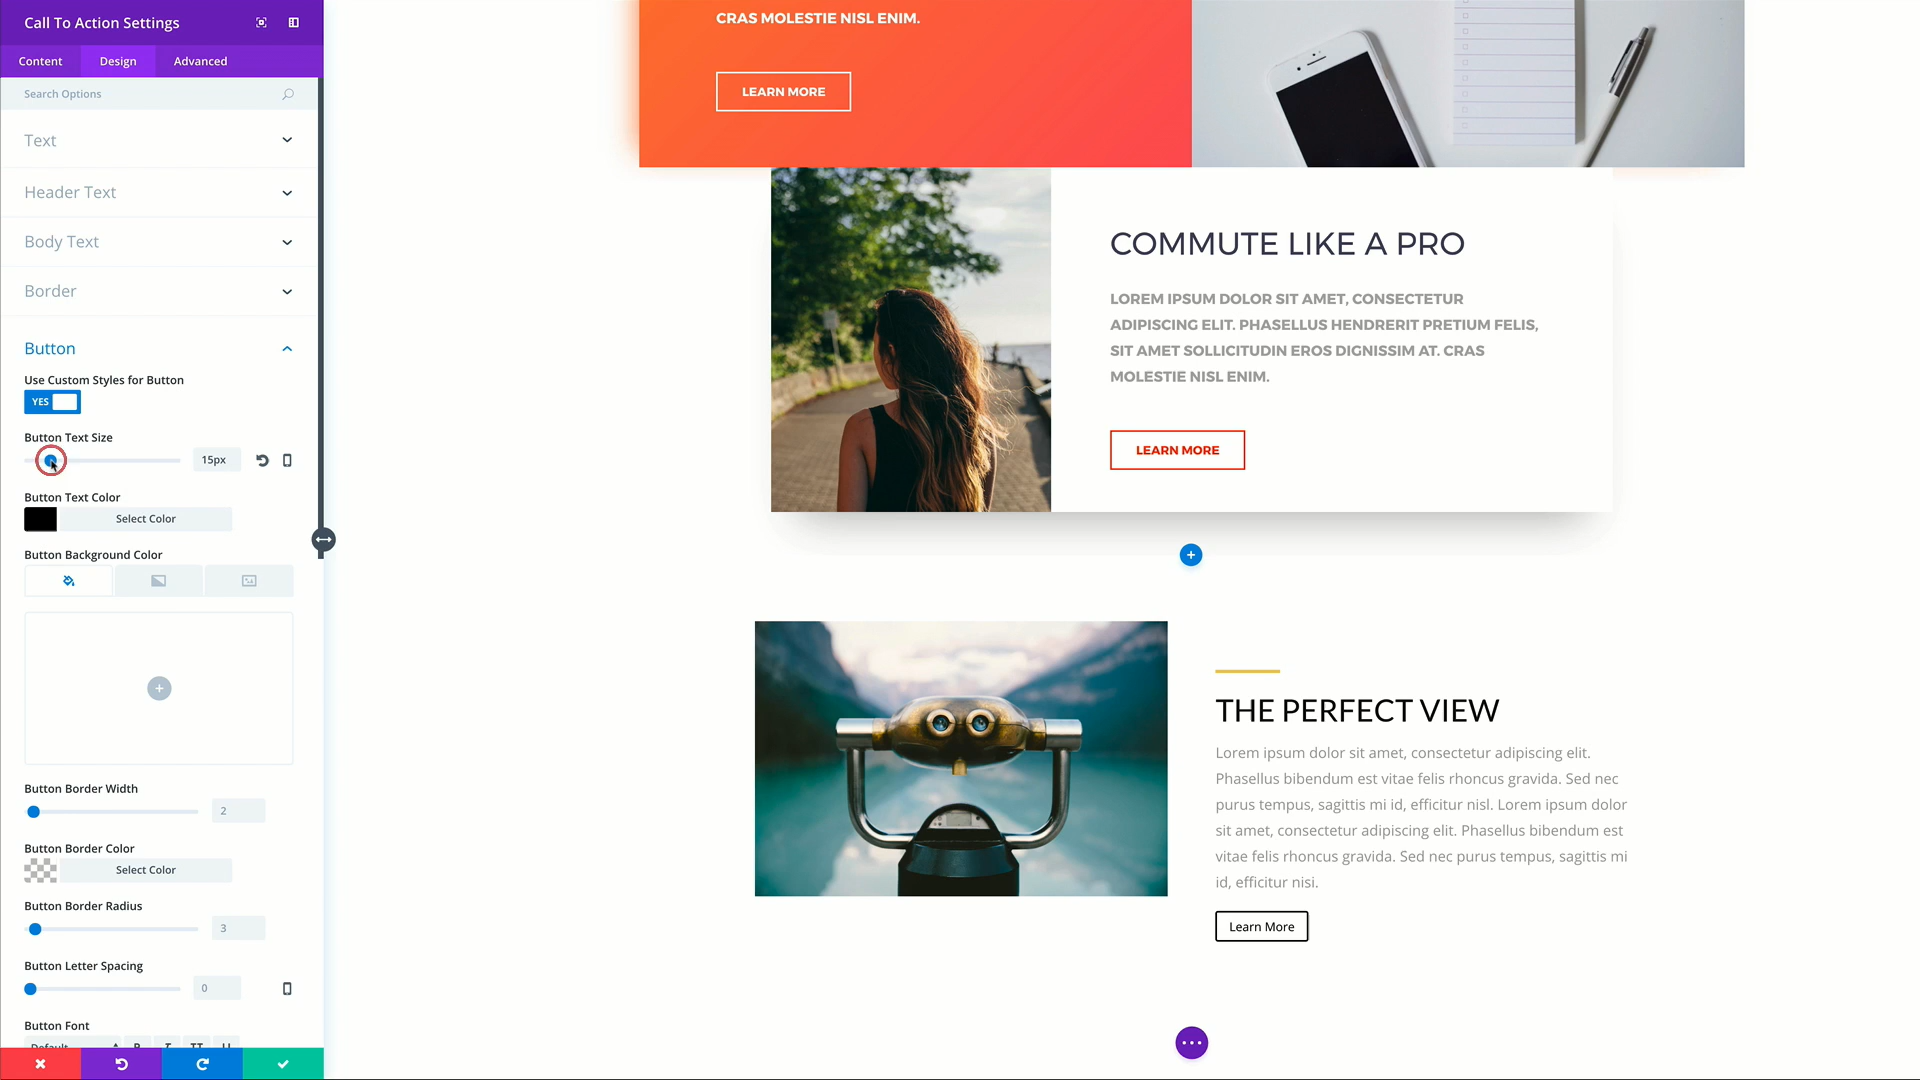 Call To Action Settings
Content
Design
Advanced
Search Options
Text
Header Text
Body Text
Border
Button
Use Custom Styles for Button
YES
Button Text Size
15px
Button Text Color
Select Color
Button Background Color
Button Border Width
2
Button Border Color
Select Color
Button Border Radius
3
Button Letter Spacing
0
Button Font
Default
B I TT U
CRAS MOLESTIE NISL ENIM.
LEARN MORE
COMMUTE LIKE A PRO
LOREM IPSUM DOLOR SIT AMET, CONSECTETUR
ADIPISCING ELIT. PHASELLUS HENDRERIT PRETIUM FELIS,
SIT AMET SOLLICITUDIN EROS DIGNISSIM AT. CRAS
MOLESTIE NISL ENIM.
LEARN MORE
THE PERFECT VIEW
Lorem ipsum dolor sit amet, consectetur adipiscing elit.
Phasellus bibendum est vitae felis rhoncus gravida. Sed nec
purus tempus, sagittis mi id, efficitur nisl. Lorem ipsum dolor
sit amet, consectetur adipiscing elit. Phasellus bibendum est
vitae felis rhoncus gravida. Sed nec purus tempus, sagittis mi
id, efficitur nisi.
Learn More